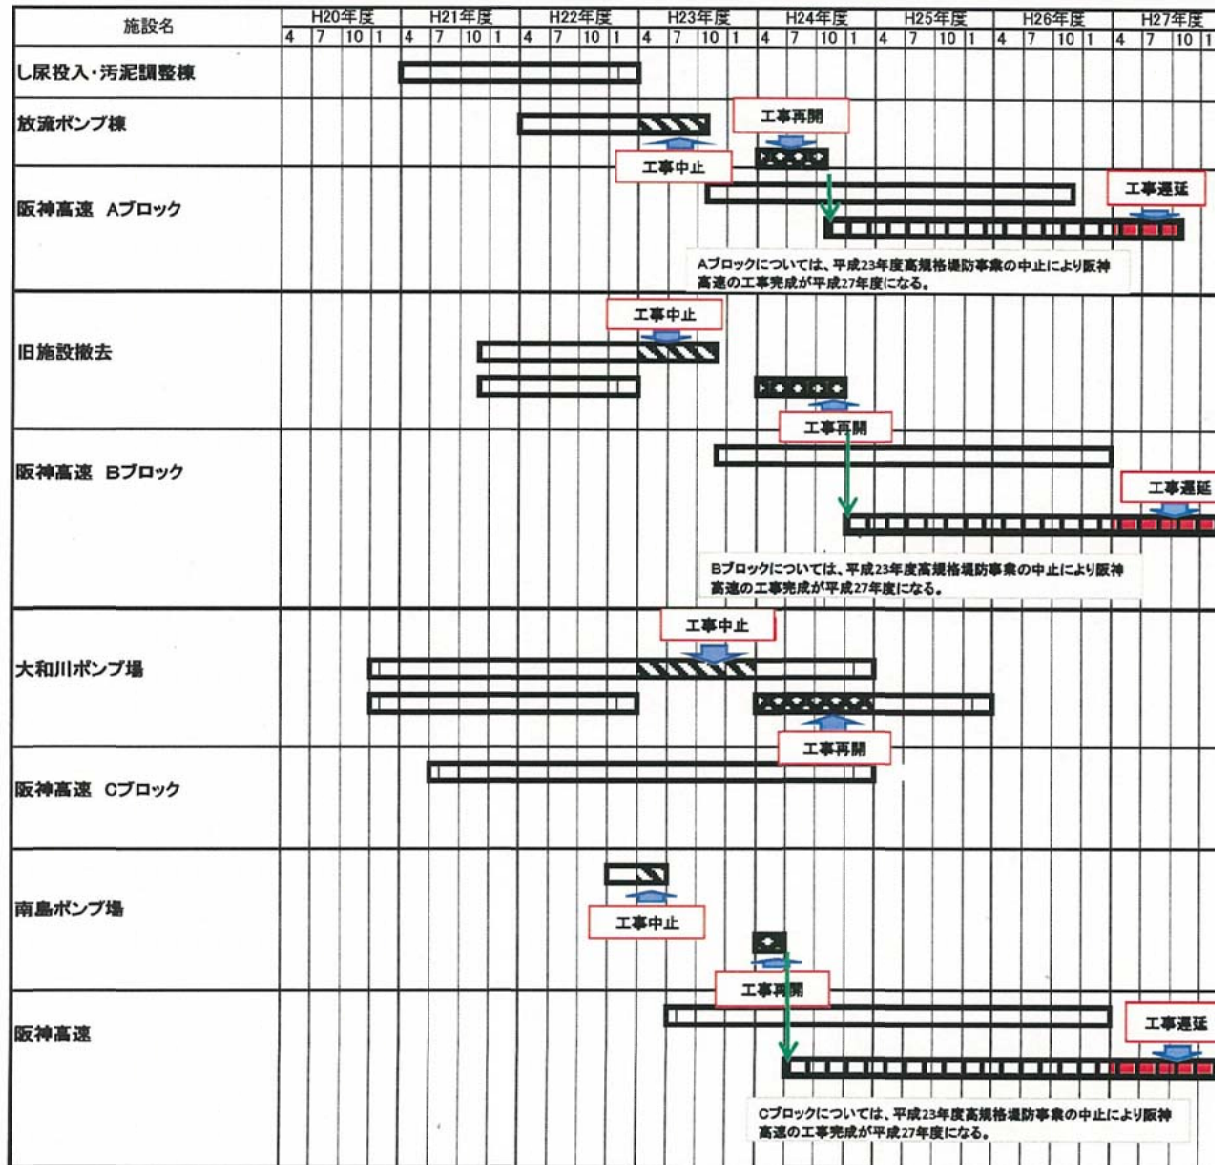 施設名 H20年度 H21年度 H22年度 H23年度 H24年度 H25年度 H26年度 H27年度
4 7 10 1 4 7 10 1 4 7 10 1 4 7 10 1 4 7 10 1 4 7 10 1 4 7 10 1 4 7 10 1
し尿投入・汚泥調整棟
放流ポンプ棟
工事再開
工事中止
阪神高速 Aブロック
工事遅延
Aブロックについては、平成23年度高規格堤防事業の中止により阪神
高速の工事完成が平成27年度になる。
工事中止
旧施設撤去
工事再開
阪神高速 Bブロック
工事遅延
Bブロックについては、平成23年度高規格堤防事業の中止により阪神
高速の工事完成が平成27年度になる。
工事中止
大和川ポンプ場
工事再開
阪神高速 Cブロック
南島ポンプ場
工事中止
工事再開
阪神高速
工事遅延
Cブロックについては、平成23年度高規格堤防事業の中止により阪神
高速の工事完成が平成27年度になる。